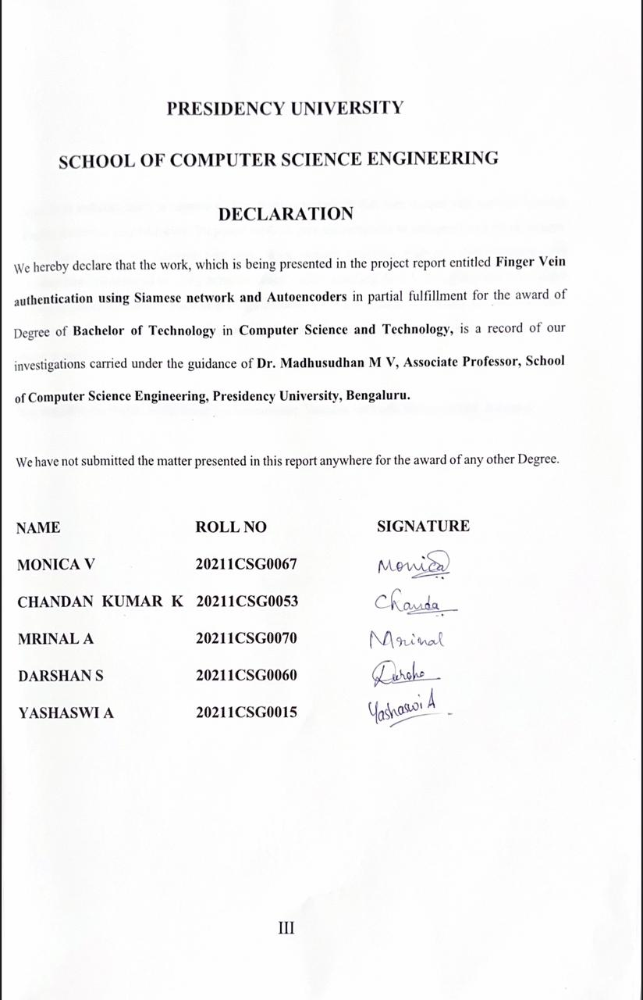 PRESIDENCY UNIVERSITY
SCHOOL OF COMPUTER SCIENCE ENGINEERING
DECLARATION
We hereby declare that the work, which is being presented in the project report entitled Finger Vein
authentication using Siamese network and Autoencoders in partial fulfillment for the award of
Degree of Bachelor of Technology in Computer Science and Technology, is a record of our
investigations carried under the guidance of Dr. Madhusudhan M V, Associate Professor, School
of Computer Science Engineering, Presidency University, Bengaluru.
We have not submitted the matter presented in this report anywhere for the award of any other Degree.
NAME ROLL NO SIGNATURE
MONICA V 20211CSG0067 Monica
CHANDAN KUMAR K 20211CSG0053 Chanda
MRINAL A 20211CSG0070 Mrinal
DARSHAN S 20211CSG0060
YASHASWI A 20211CSG0015 Yashaswi A
III